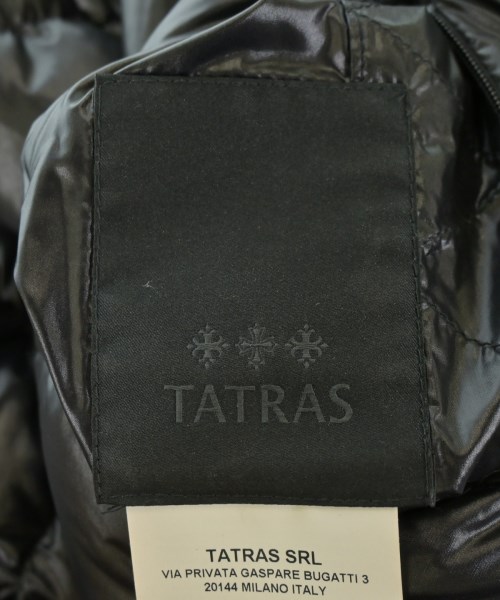 TATRAS
TATRAS SRL
VIA PRIVATA GASPARE BUGATTI 3
20144 MILANO ITALY